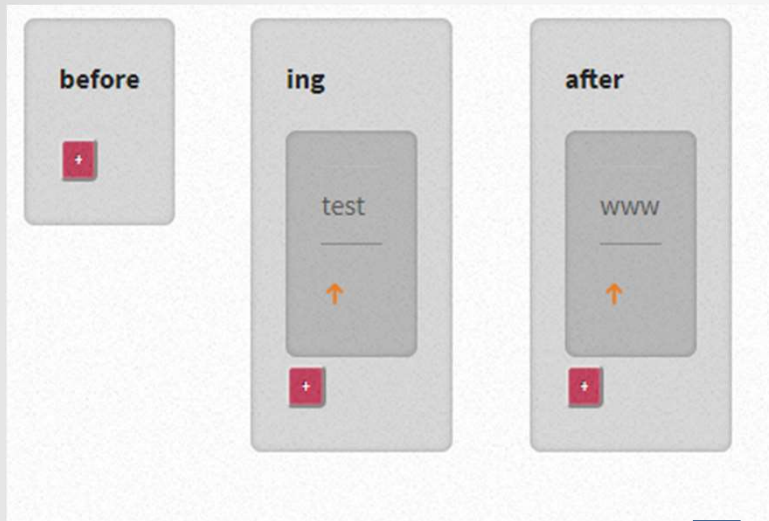 before
+
ing
test
+
after
www
+